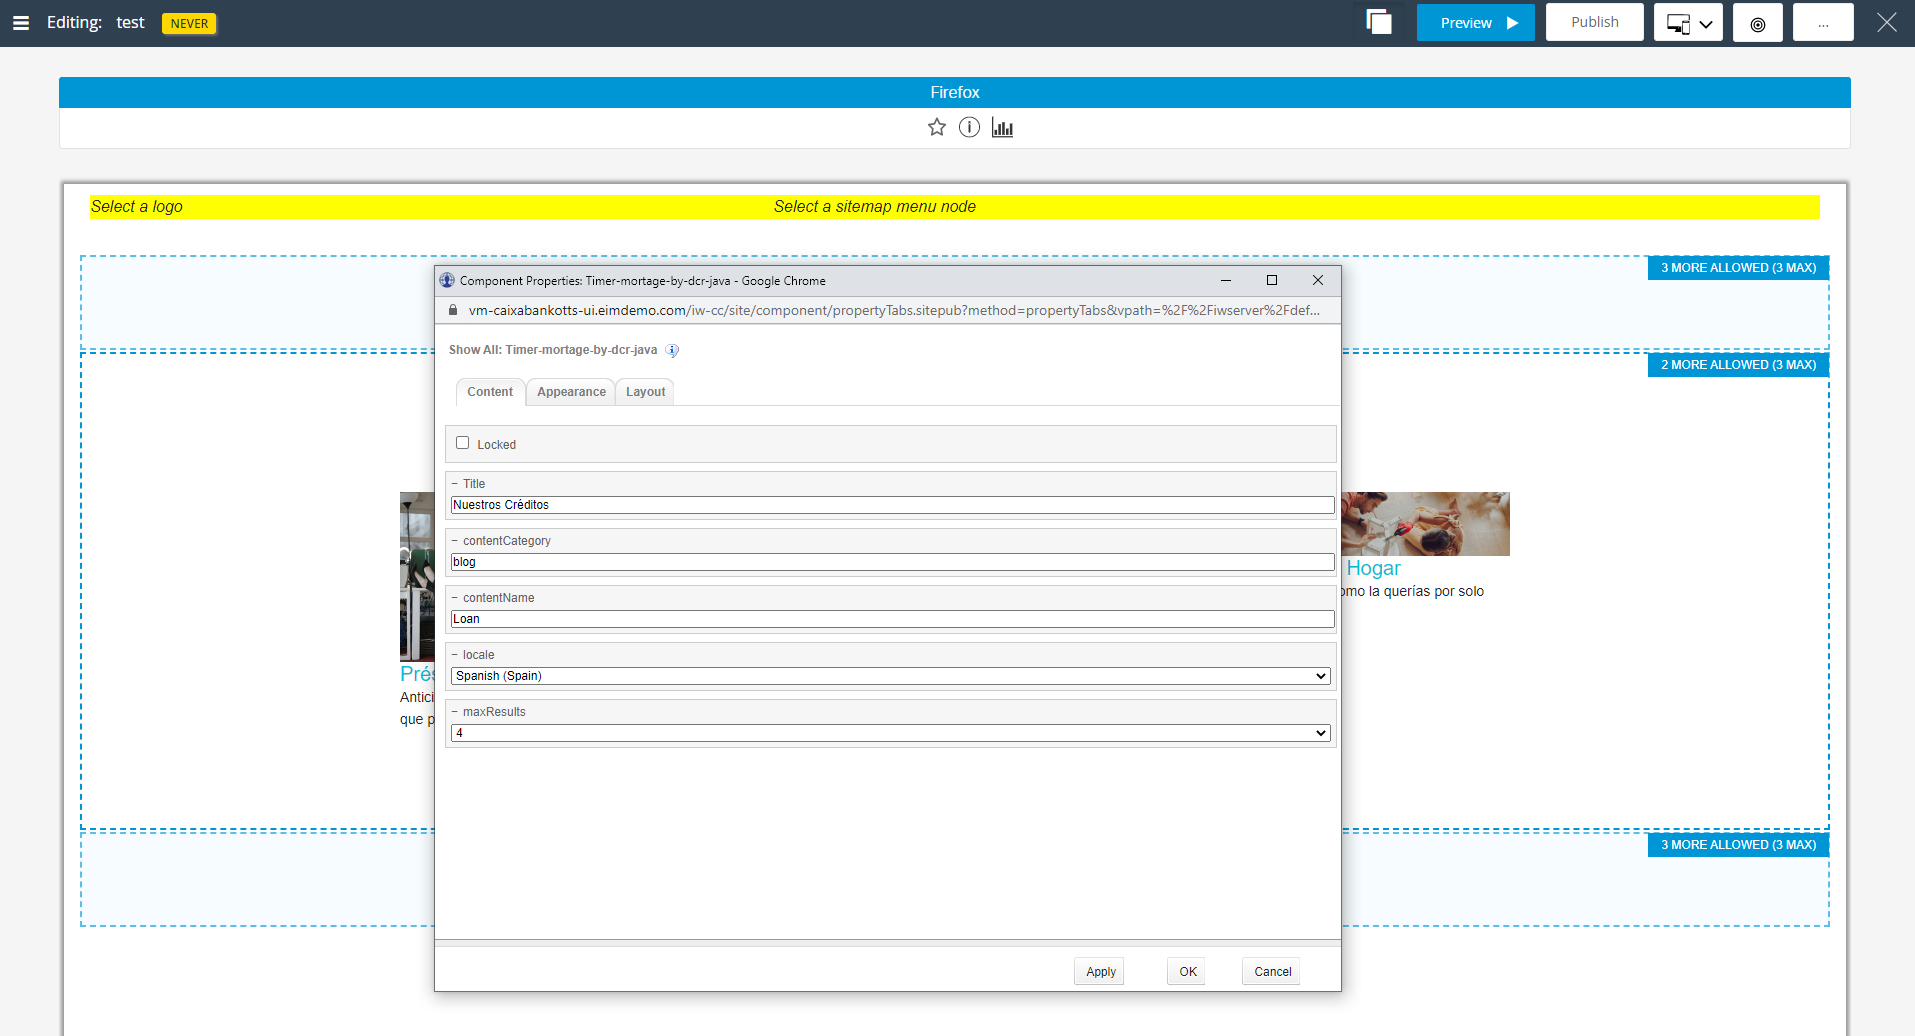 Editing: test NEVER
Preview Publish ...
Firefox
Select a logo Select a sitemap menu node
3 MORE ALLOWED (3 MAX)
Component Properties: Timer-mortage-by-dcr-java - Google Chrome
vm-caixabankotts-ui.eimdemo.com/iw-cc/site/component/propertyTabs.sitepub?method=propertyTabs&vpath=%2F%2Fiwserver%2Fdef...
Show All: Timer-mortage-by-dcr-java
2 MORE ALLOWED (3 MAX)
Content Appearance Layout
Locked
Title
Nuestros Créditos
contentCategory
blog
contentName
Loan
locale
Spanish (Spain)
maxResults
4
Hogar
omo la querías por solo
Prés
Antici
que p
3 MORE ALLOWED (3 MAX)
Apply OK Cancel